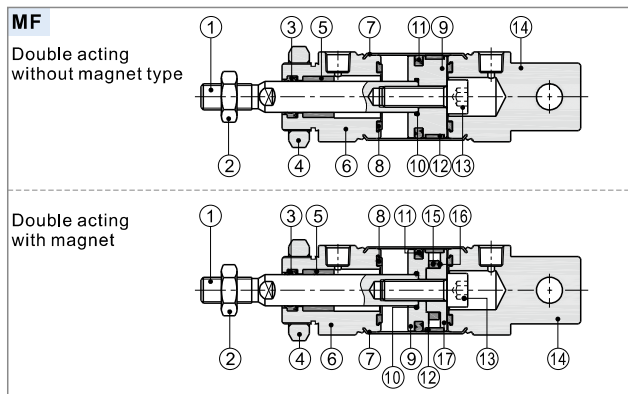 MF
① ③ ⑤ ⑦ ⑪ ⑨ ⑭
Double acting
without magnet type
② ④ ⑥ ⑧ ⑩ ⑫ ⑬
① ③ ⑤ ⑧ ⑪ ⑮ ⑯
Double acting
with magnet
② ④ ⑥ ⑦ ⑩ ⑨ ⑫ ⑰ ⑬ ⑭